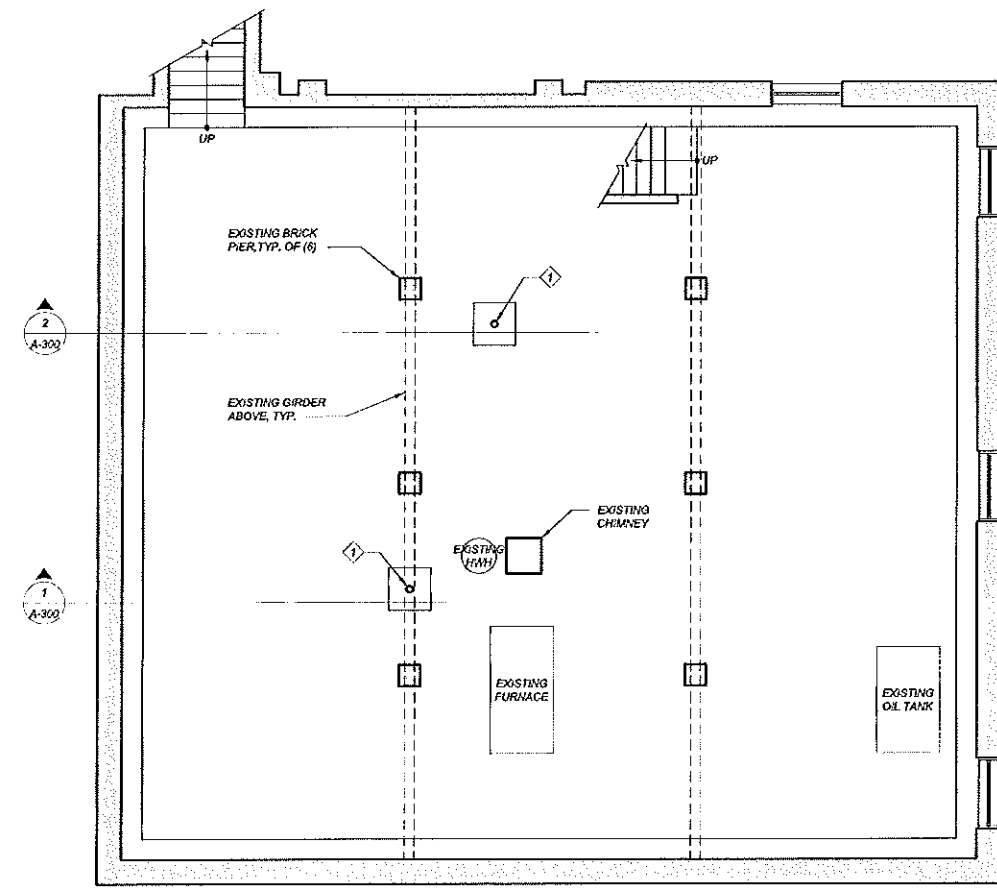 UP
UP
EXISTING BRICK
PIER, TYP. OF (6)
1
2
A-300
EXISTING GIRDER
ABOVE, TYP.
EXISTING
CHIMNEY
1
EXISTING
HWH
1
A-300
EXISTING
FURNACE
EXISTING
OIL TANK